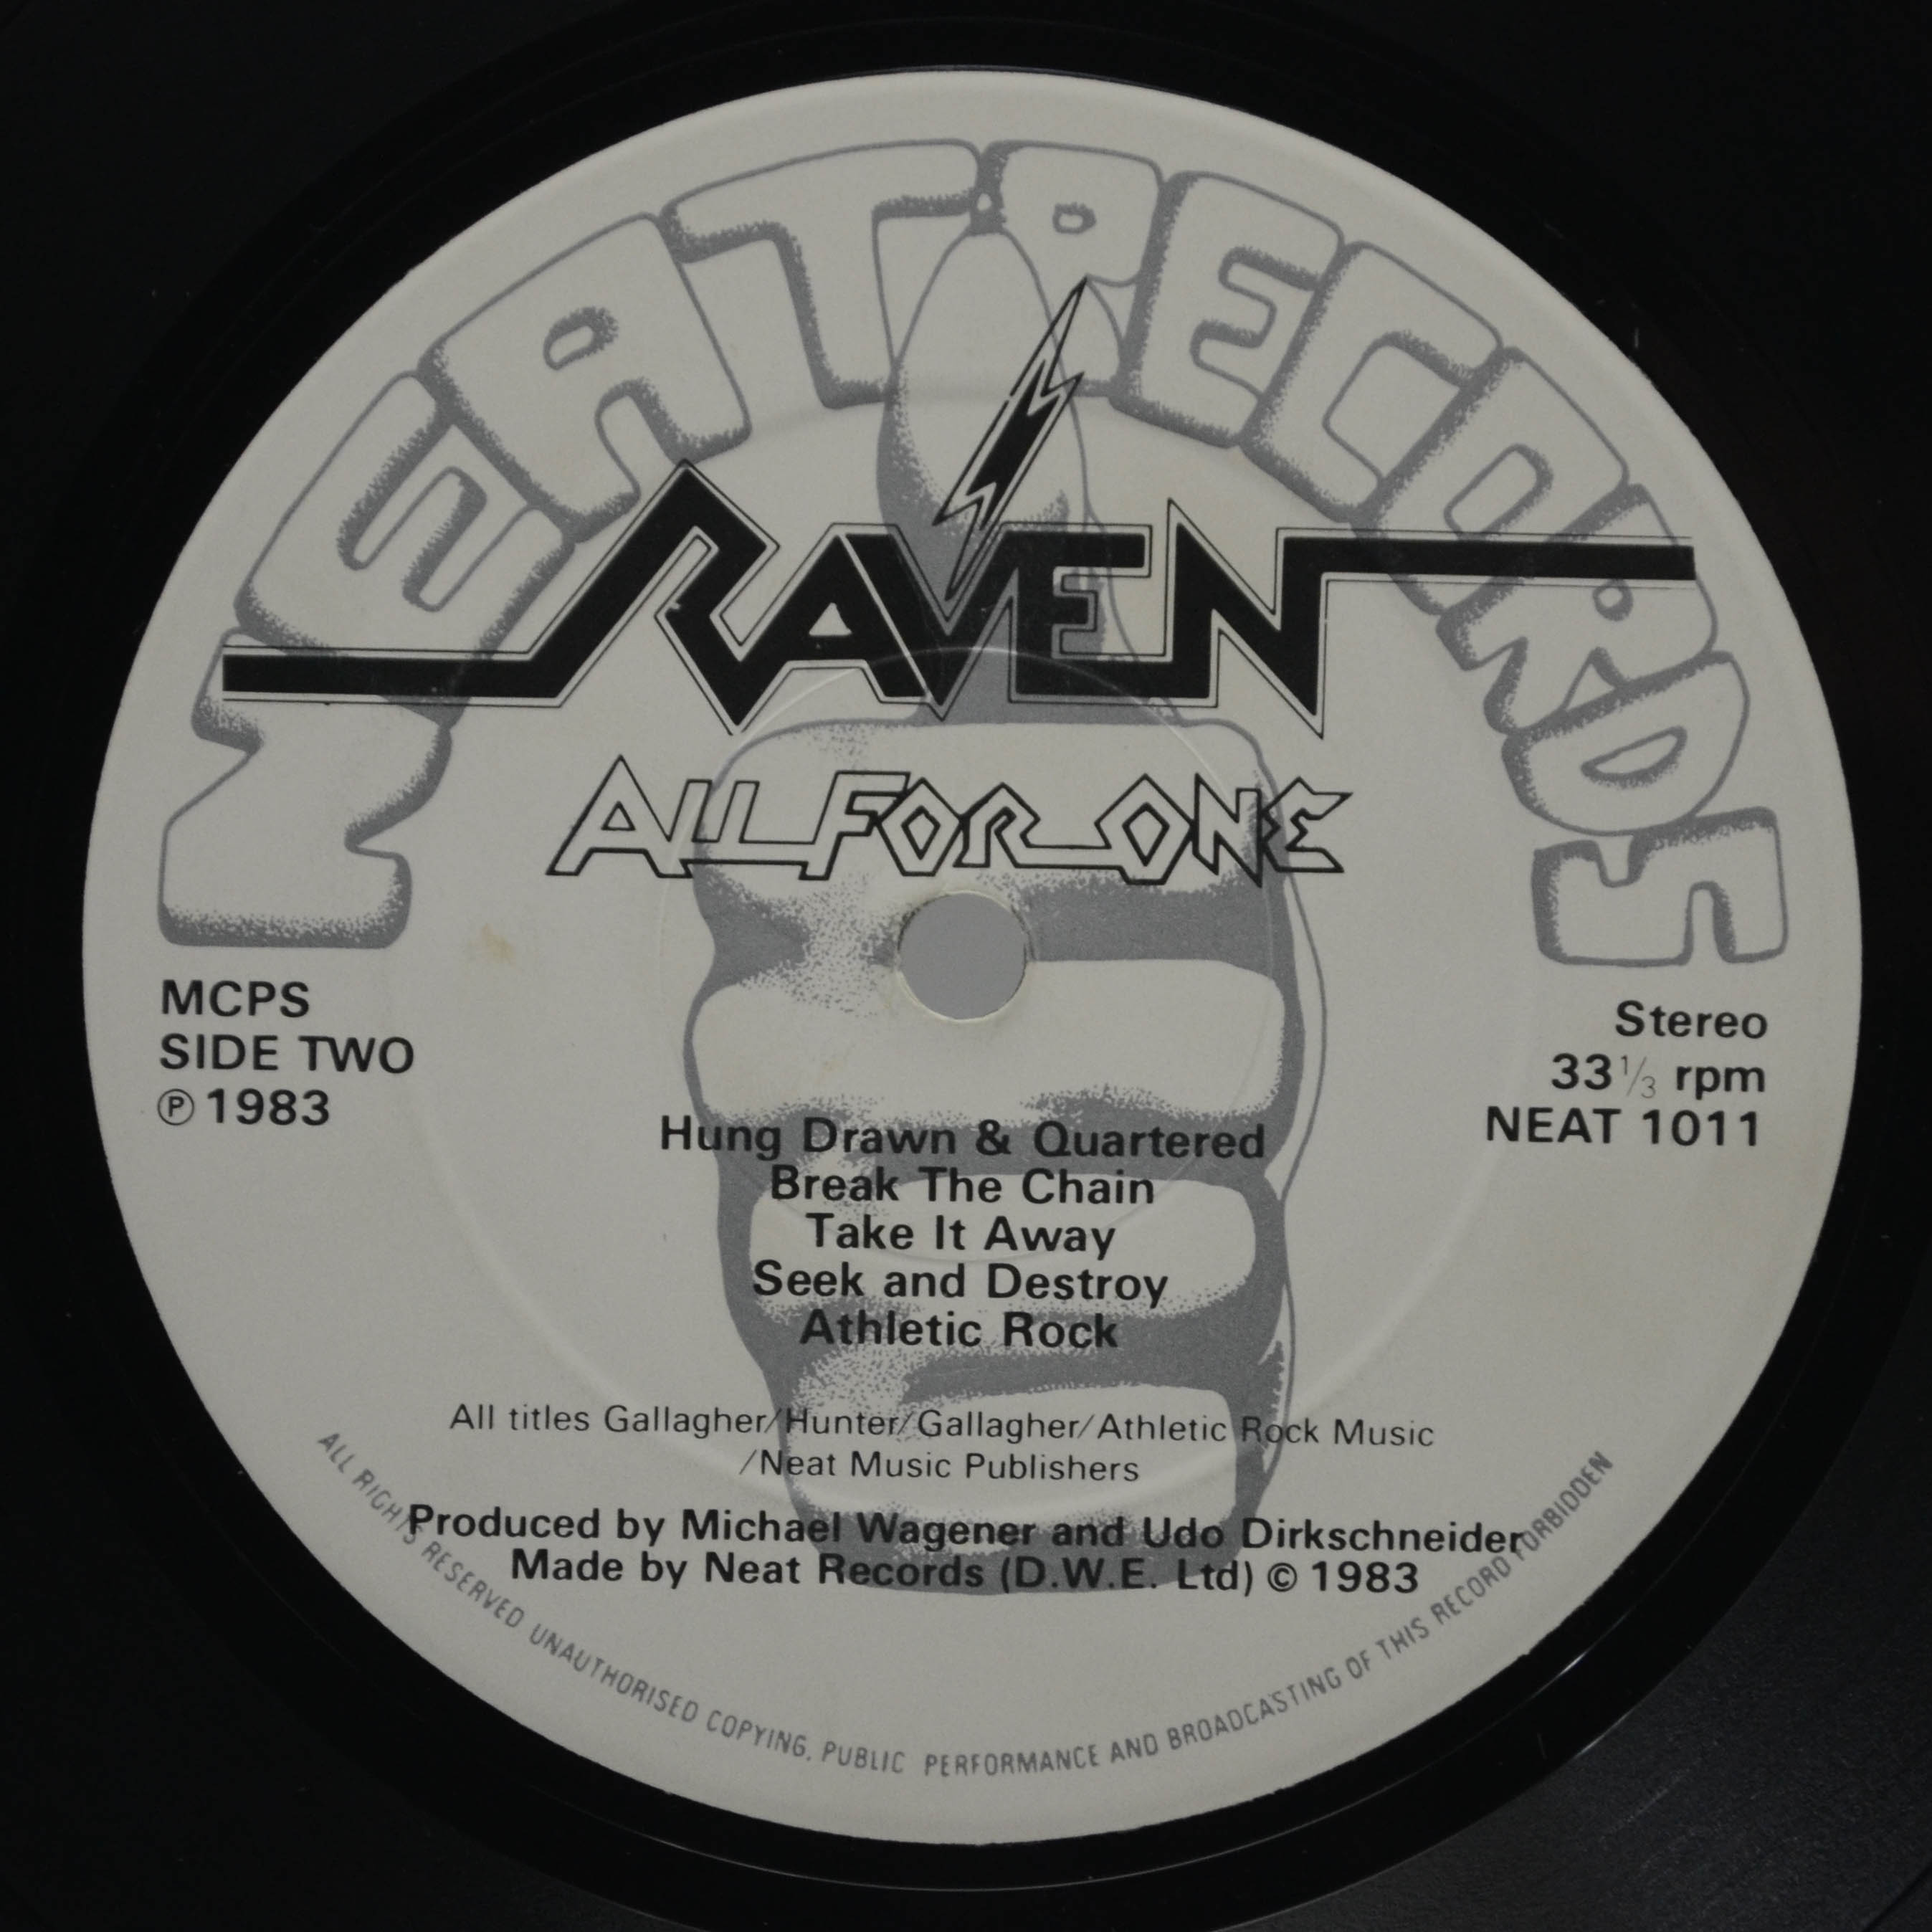 NEAT RECORDS
RAVEN
ALL FOR ONE
MCPS
SIDE TWO
℗ 1983
Stereo
33 1/3 rpm
NEAT 1011
Hung Drawn & Quartered
Break The Chain
Take It Away
Seek and Destroy
Athletic Rock
All titles Gallagher/Hunter/Gallagher/Athletic Rock Music
/Neat Music Publishers
Produced by Michael Wagener and Udo Dirkschneider
Made by Neat Records (D.W.E. Ltd) © 1983
ALL RIGHTS RESERVED UNAUTHORISED COPYING, PUBLIC PERFORMANCE AND BROADCASTING OF THIS RECORD FORBIDDEN